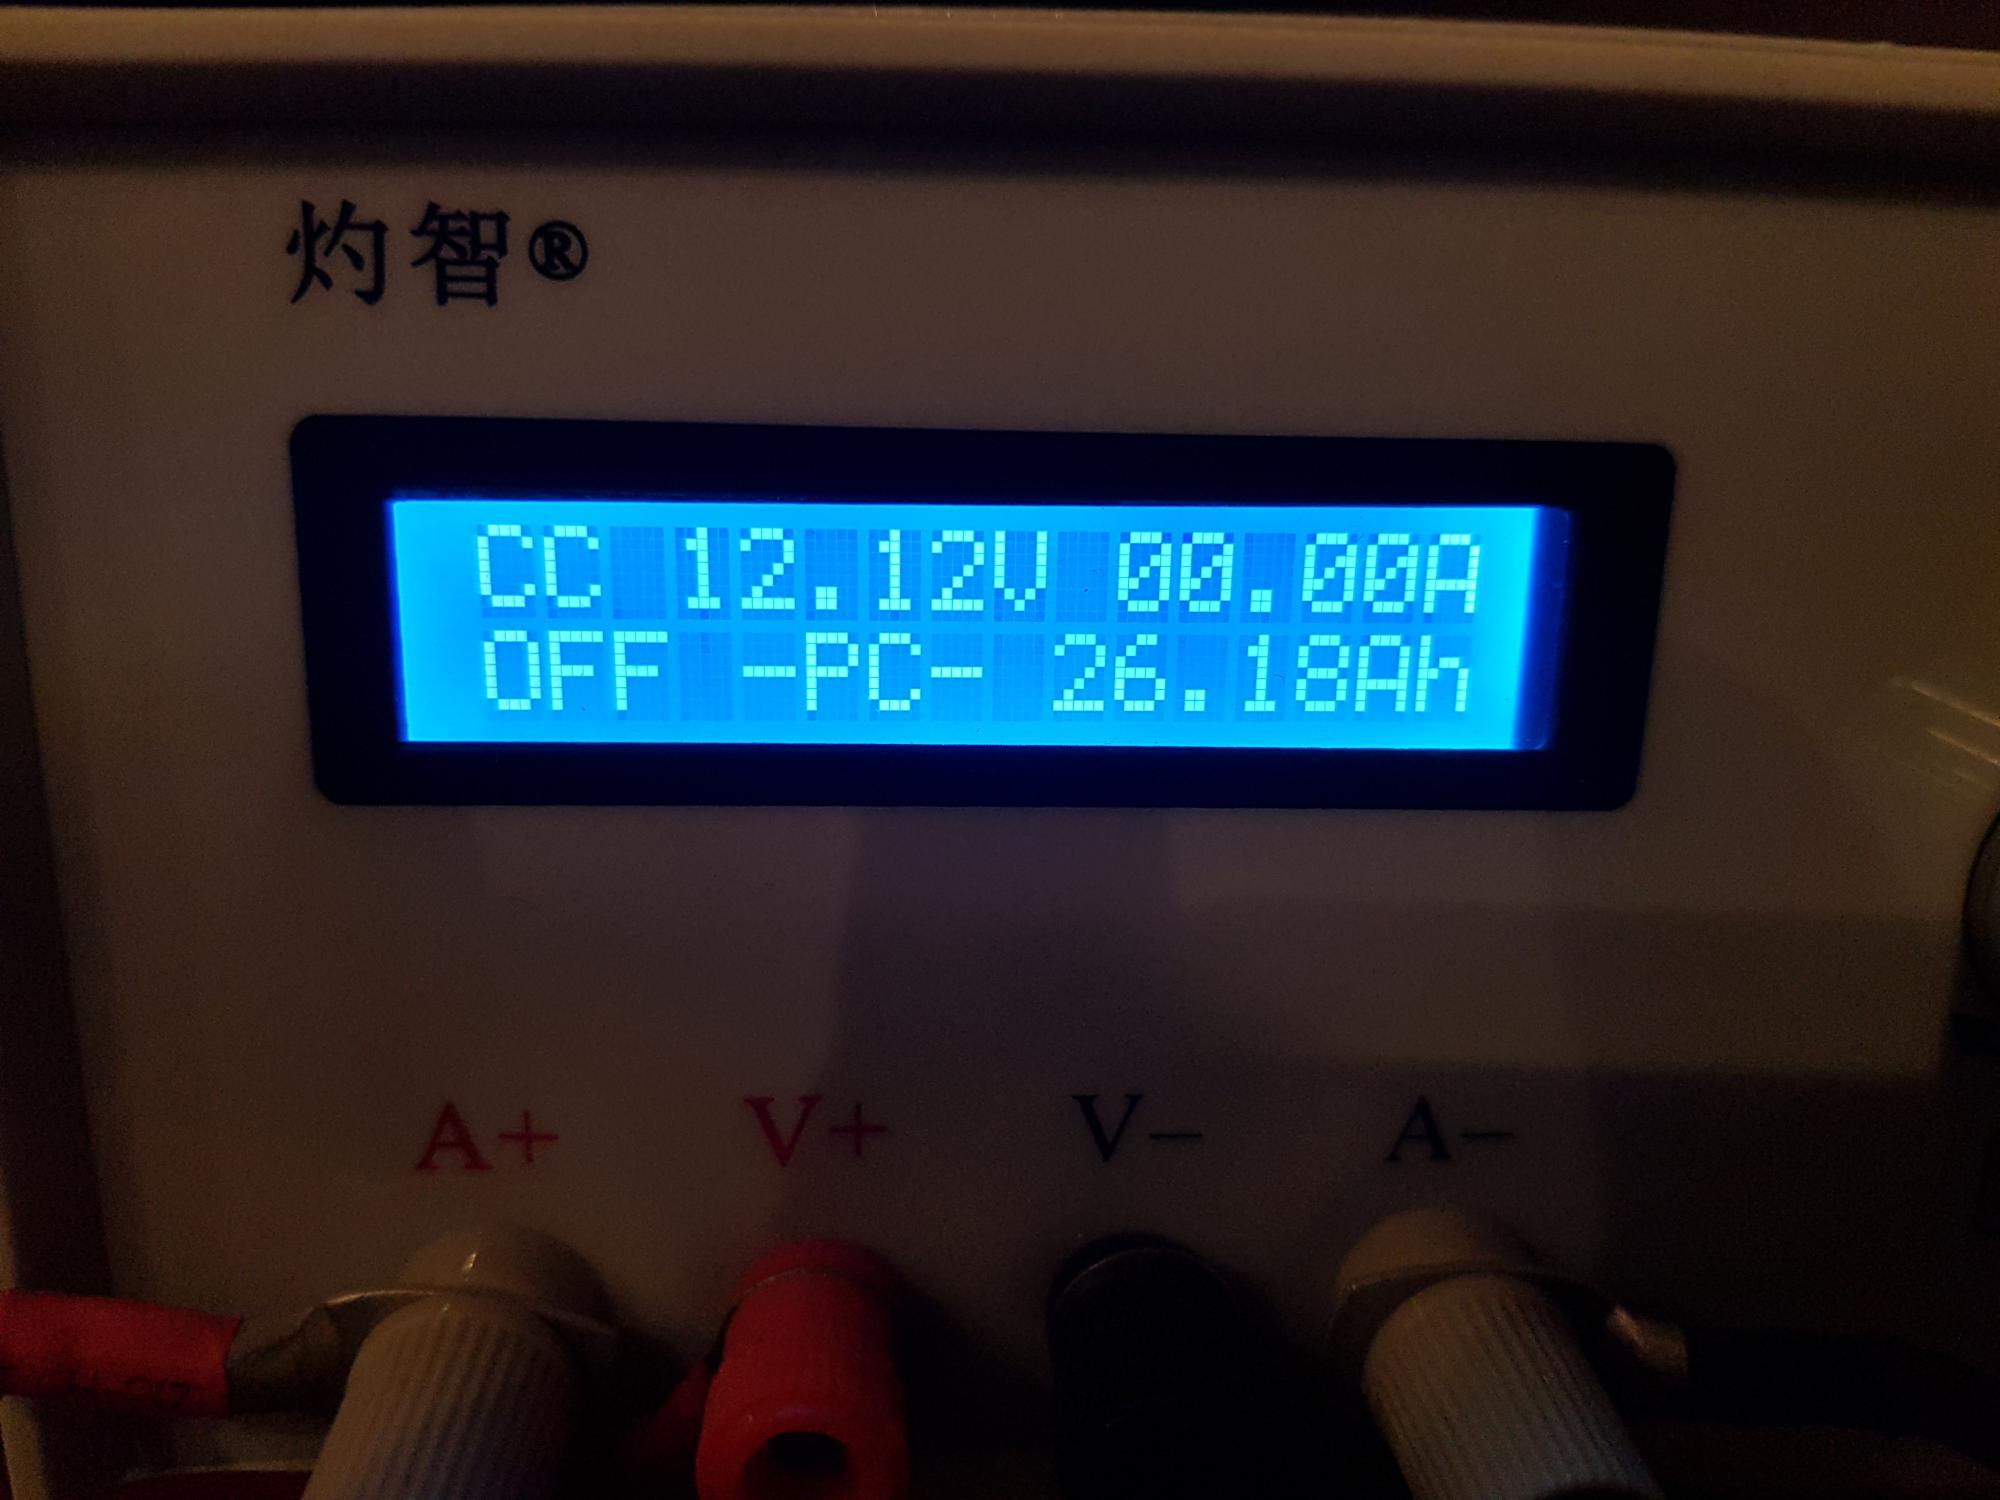 灼智®
CC 12.12V 00.00A
OFF -PC- 26.18Ah
A+ V+ V− A−